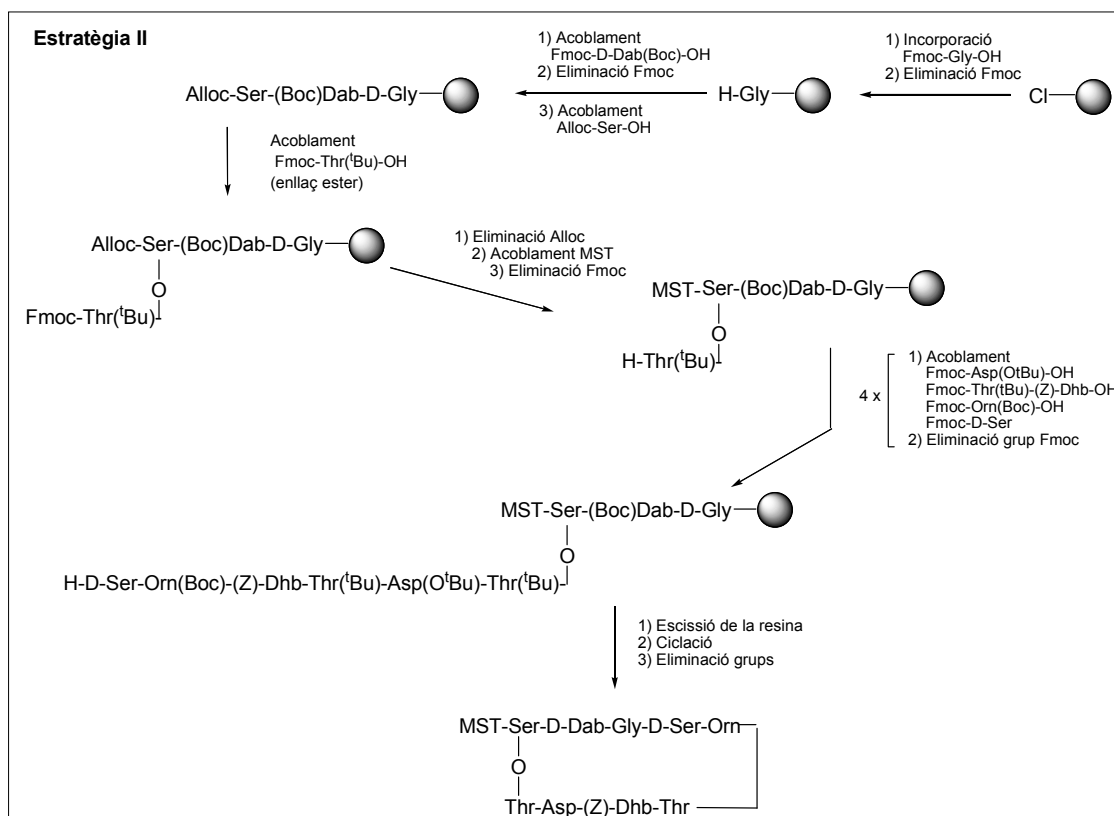 Estratègia II
1) Acoblament
Fmoc-D-Dab(Boc)-OH
2) Eliminació Fmoc
1) Incorporació
Fmoc-Gly-OH
2) Eliminació Fmoc
Alloc-Ser-(Boc)Dab-D-Gly
H-Gly
Cl
3) Acoblament
Alloc-Ser-OH
Acoblament
Fmoc-Thr(tBu)-OH
(enllaç ester)
Alloc-Ser-(Boc)Dab-D-Gly
O
Fmoc-Thr(tBu)-
1) Eliminació Alloc
2) Acoblament MST
3) Eliminació Fmoc
MST-Ser-(Boc)Dab-D-Gly
O
H-Thr(tBu)-
4 x
1) Acoblament
Fmoc-Asp(OtBu)-OH
Fmoc-Thr(tBu)-(Z)-Dhb-OH
Fmoc-Orn(Boc)-OH
Fmoc-D-Ser
2) Eliminació grup Fmoc
MST-Ser-(Boc)Dab-D-Gly
O
H-D-Ser-Orn(Boc)-(Z)-Dhb-Thr(tBu)-Asp(OtBu)-Thr(tBu)-
1) Escissió de la resina
2) Ciclació
3) Eliminació grups
MST-Ser-D-Dab-Gly-D-Ser-Orn
O
Thr-Asp-(Z)-Dhb-Thr